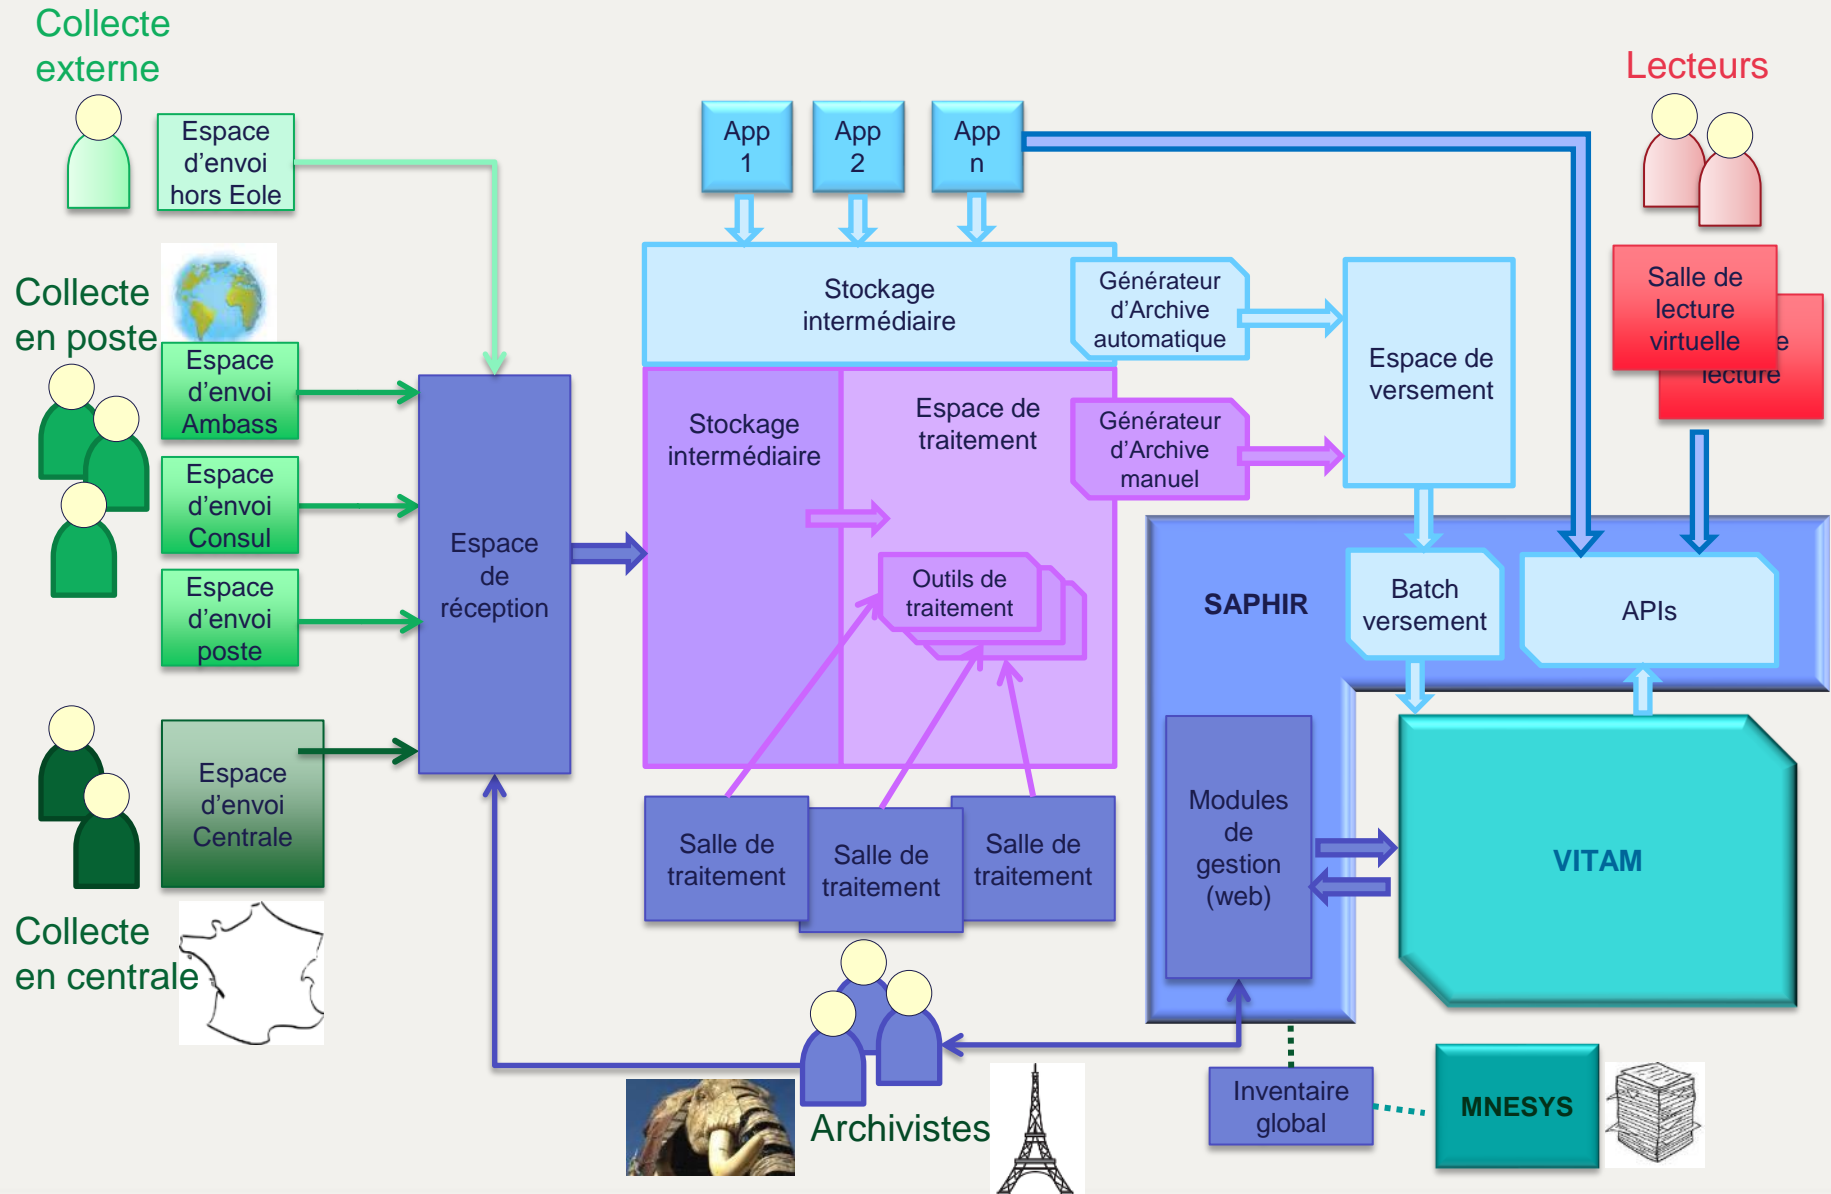 Collecte
externe
Espace
d'envoi
hors Eole
Collecte
en poste
Espace
d'envoi
Ambass
Espace
d'envoi
Consul
Espace
d'envoi
poste
Espace
d'envoi
Centrale
Collecte
en centrale
Espace
de
réception
App
1
App
2
App
n
Stockage
intermédiaire
Générateur
d'Archive
automatique
Stockage
intermédiaire
Espace de
traitement
Générateur
d'Archive
manuel
Outils de
traitement
Salle de
traitement
Salle de
traitement
Salle de
traitement
Archivistes
Espace de
versement
Lecteurs
Salle de
lecture
virtuelle
e
lecture
SAPHIR
Batch
versement
APIs
Modules
de
gestion
(web)
VITAM
Inventaire
global
MNESYS